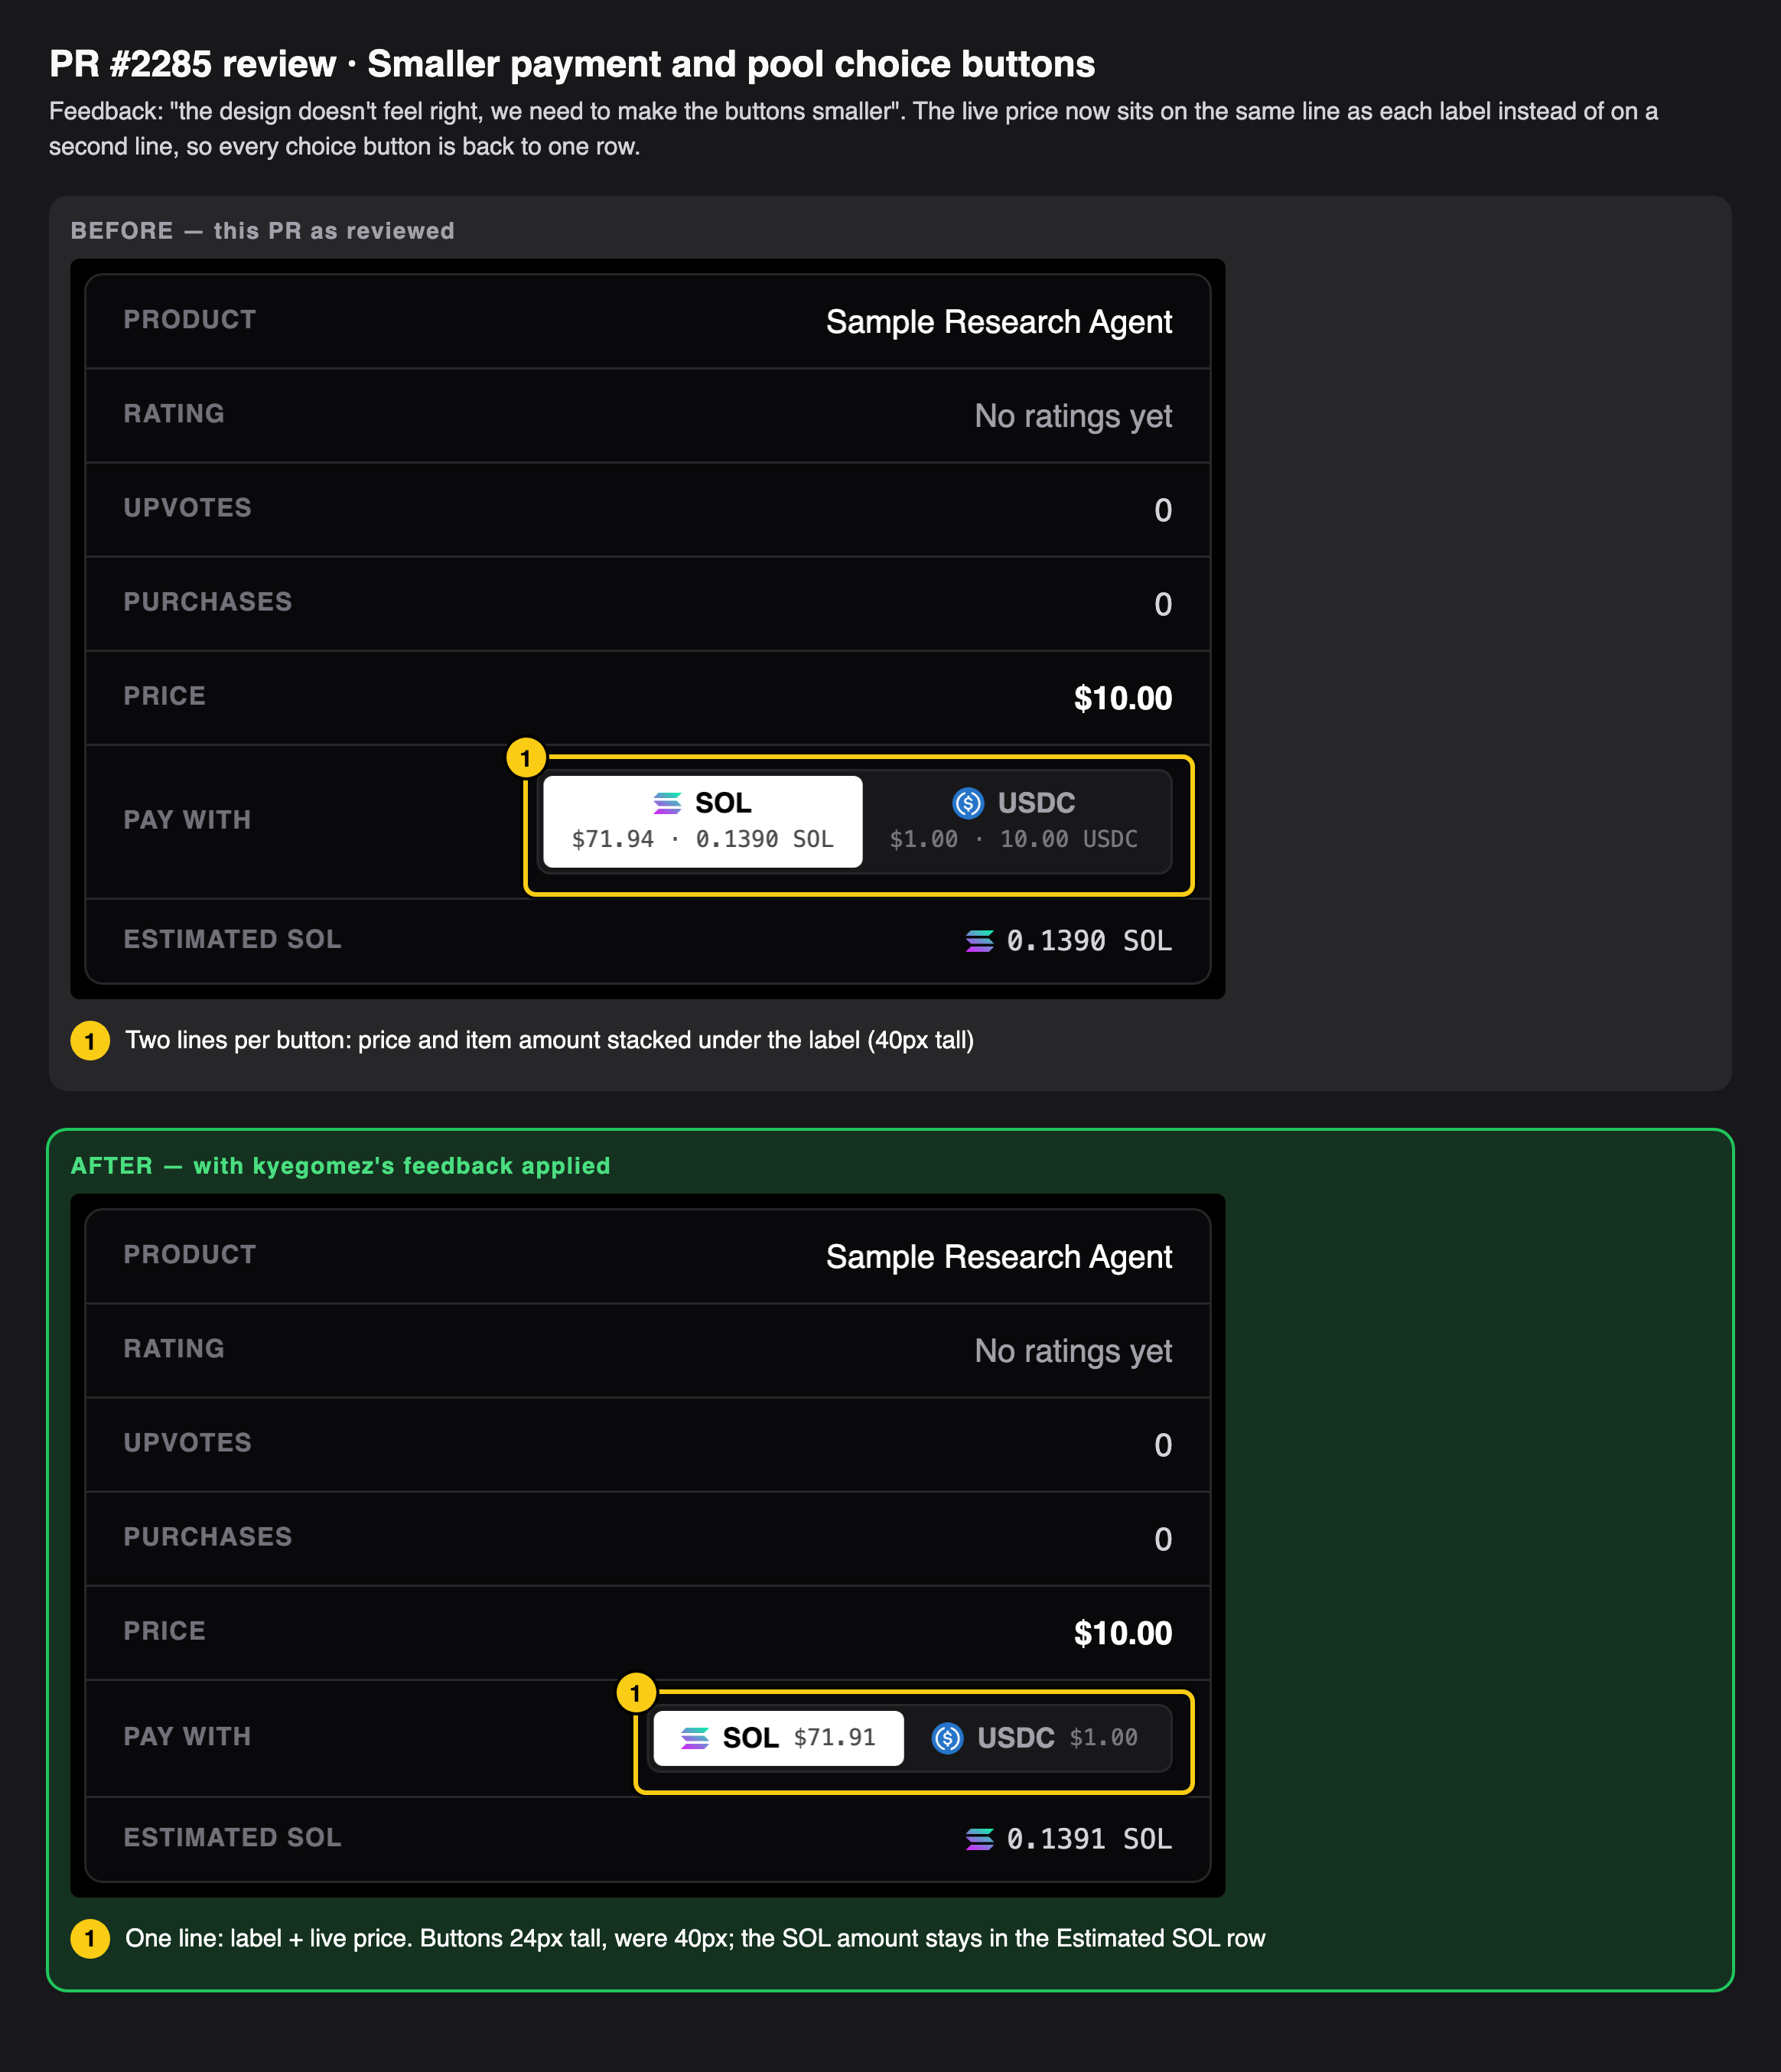 PR #2285 review · Smaller payment and pool choice buttons
Feedback: "the design doesn't feel right, we need to make the buttons smaller". The live price now sits on the same line as each label instead of on a
second line, so every choice button is back to one row.
BEFORE — this PR as reviewed
PRODUCT Sample Research Agent
RATING No ratings yet
UPVOTES 0
PURCHASES 0
PRICE $10.00
1
PAY WITH
SOL
$71.94 · 0.1390 SOL
USDC
$1.00 · 10.00 USDC
ESTIMATED SOL 0.1390 SOL
1 Two lines per button: price and item amount stacked under the label (40px tall)
AFTER — with kyegomez's feedback applied
PRODUCT Sample Research Agent
RATING No ratings yet
UPVOTES 0
PURCHASES 0
PRICE $10.00
1
PAY WITH SOL $71.91 USDC $1.00
ESTIMATED SOL 0.1391 SOL
1 One line: label + live price. Buttons 24px tall, were 40px; the SOL amount stays in the Estimated SOL row